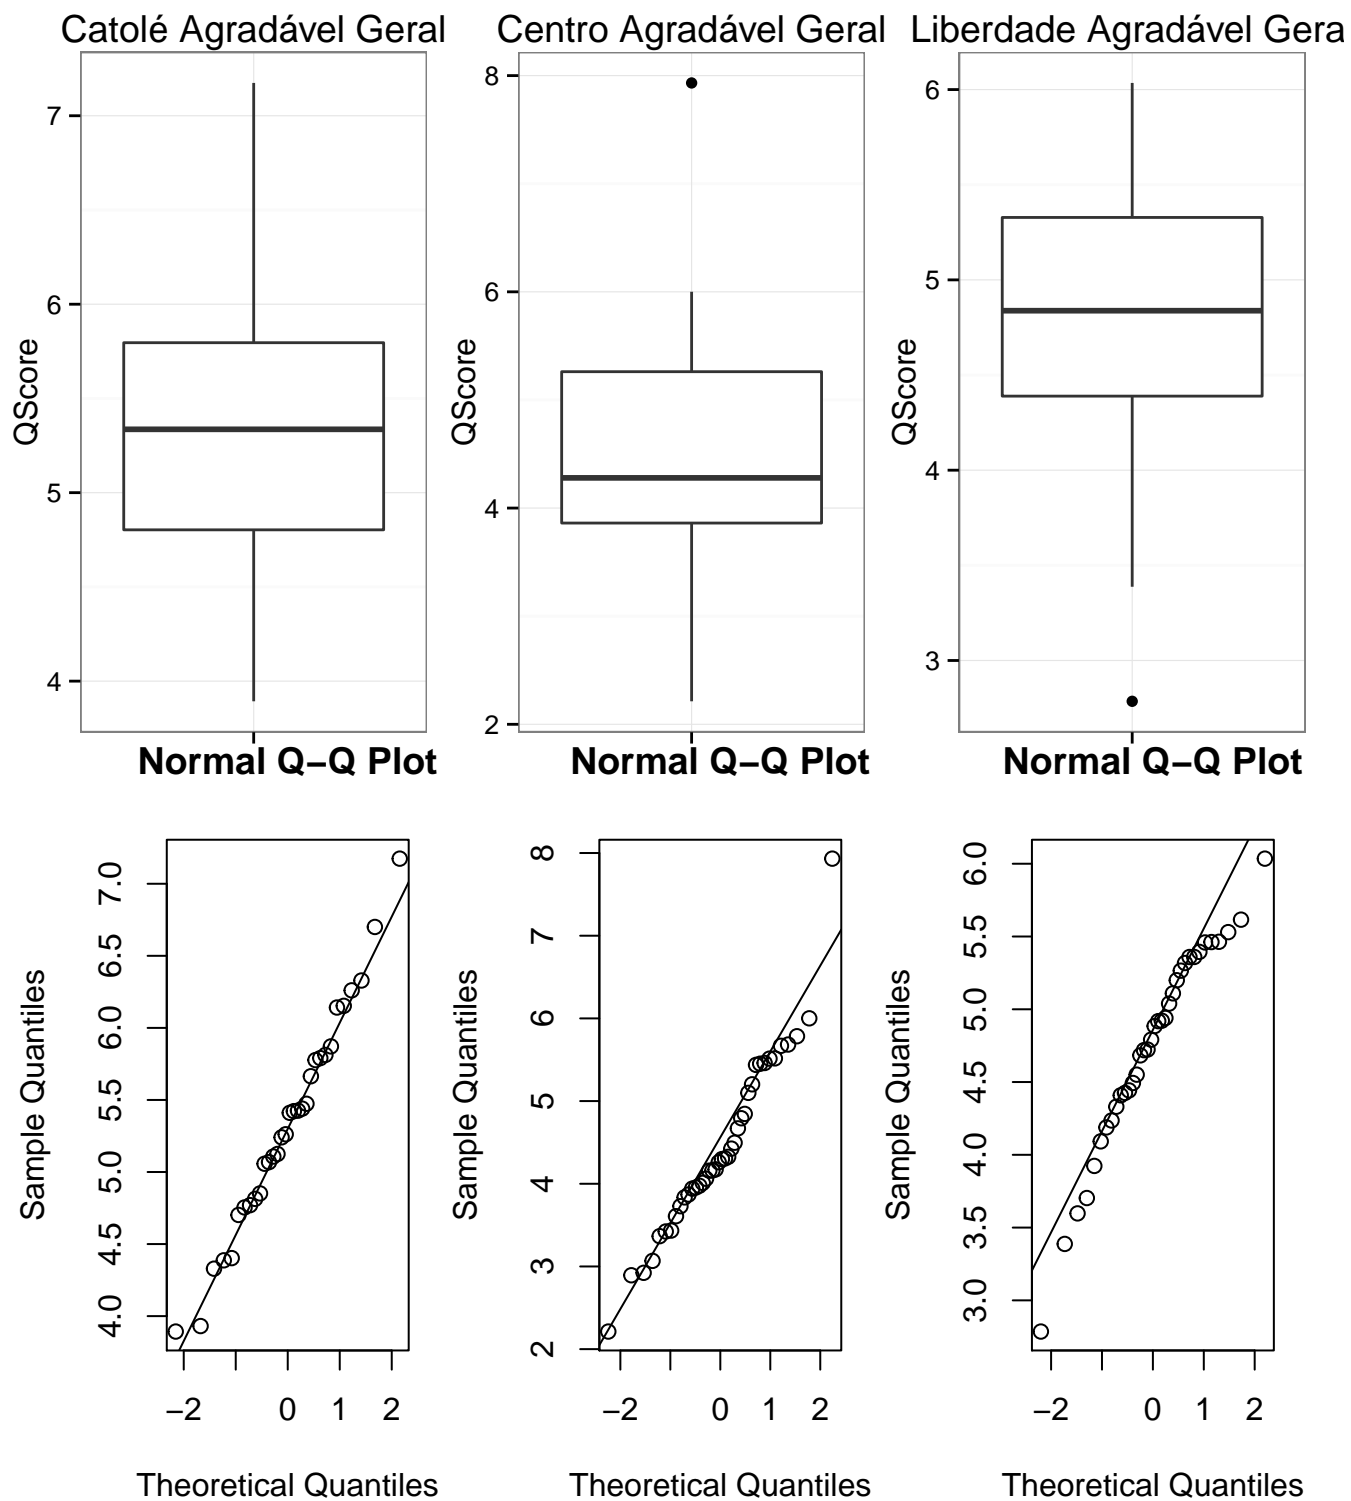 Catolé Agradável Geral
QScore
7
6
5
4
Centro Agradável Geral
QScore
8
6
4
2
Liberdade Agradável Gera
QScore
6
5
4
3
Normal Q−Q Plot
Sample Quantiles
7.0
6.5
6.0
5.5
5.0
4.5
4.0
−2 0 1 2
Theoretical Quantiles
Normal Q−Q Plot
Sample Quantiles
8
7
6
5
4
3
2
−2 0 1 2
Theoretical Quantiles
Normal Q−Q Plot
Sample Quantiles
6.0
5.5
5.0
4.5
4.0
3.5
3.0
−2 0 1 2
Theoretical Quantiles